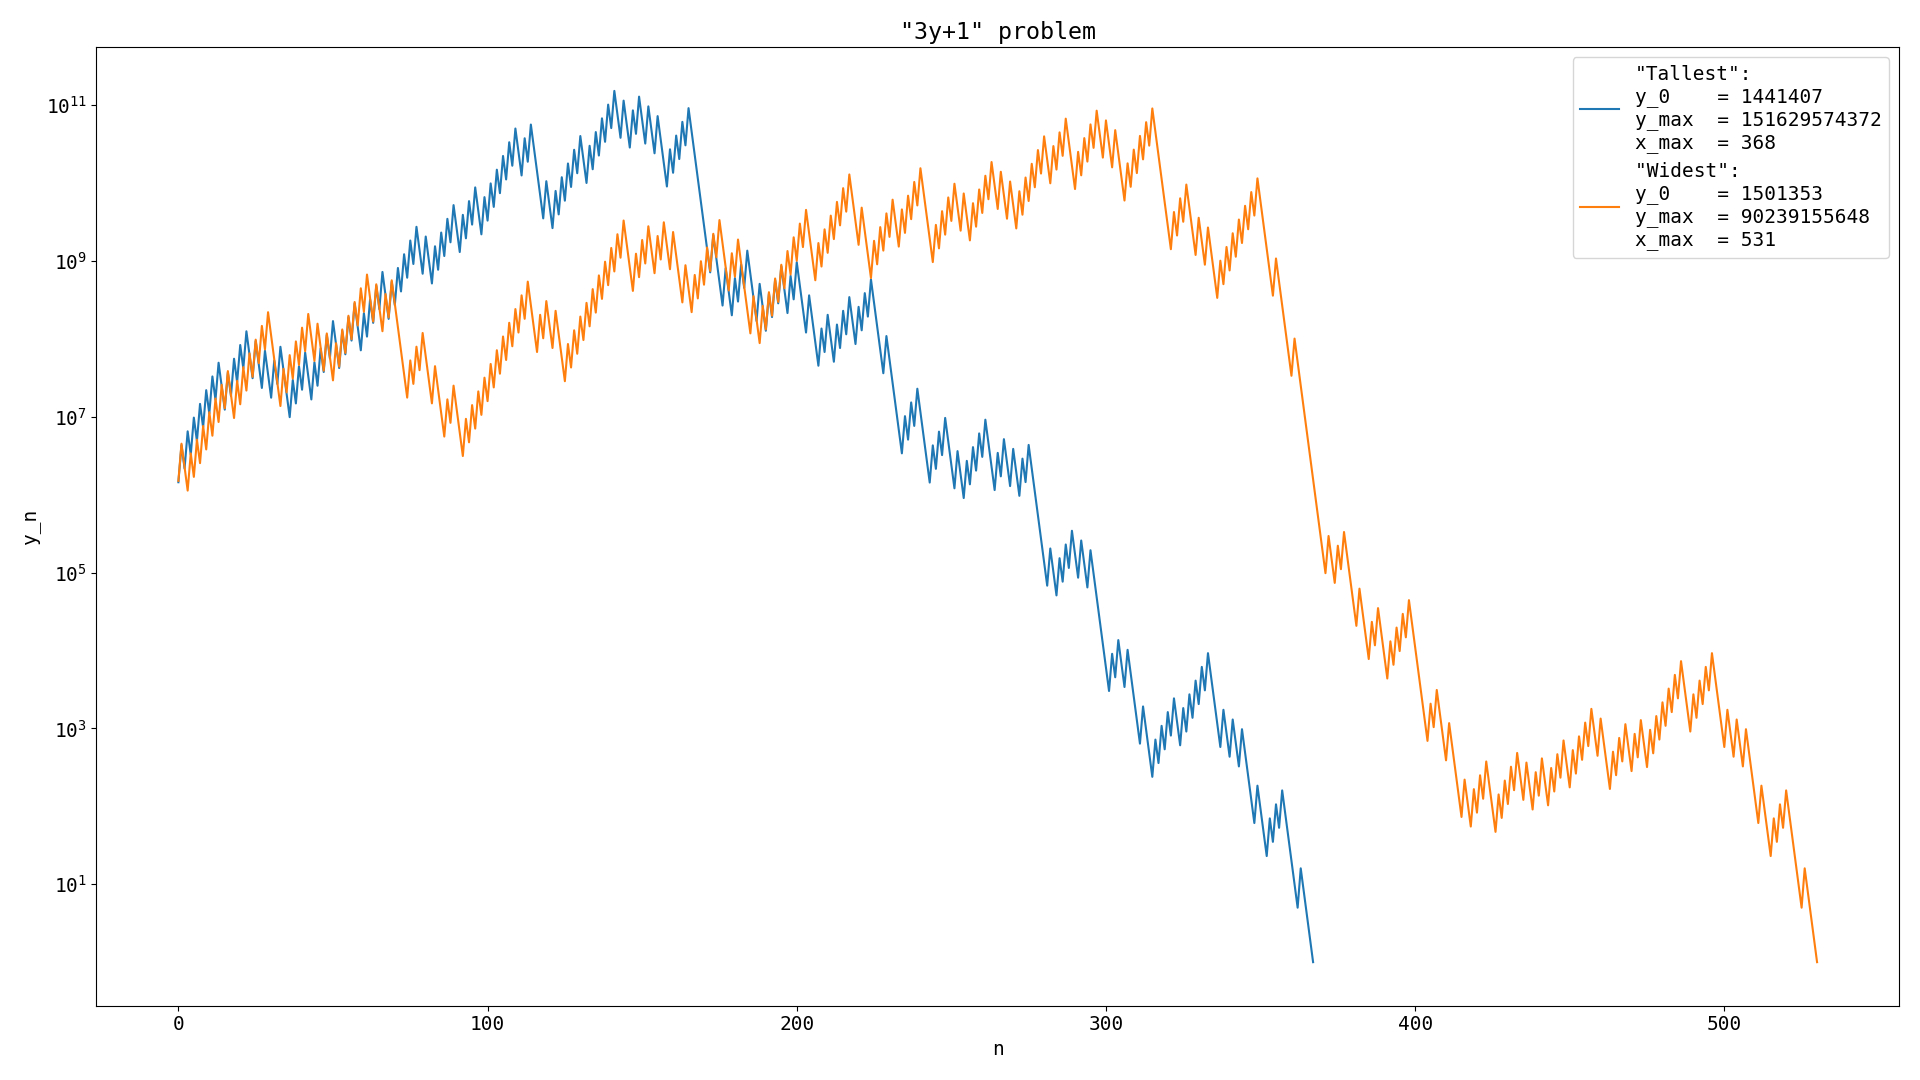 "3y+1" problem
"Tallest":
y_0    = 1441407
y_max  = 151629574372
x_max  = 368
"Widest":
y_0    = 1501353
y_max  = 90239155648
x_max  = 531
10^11
10^9
10^7
10^5
10^3
10^1
y_n
0 100 200 300 400 500
n